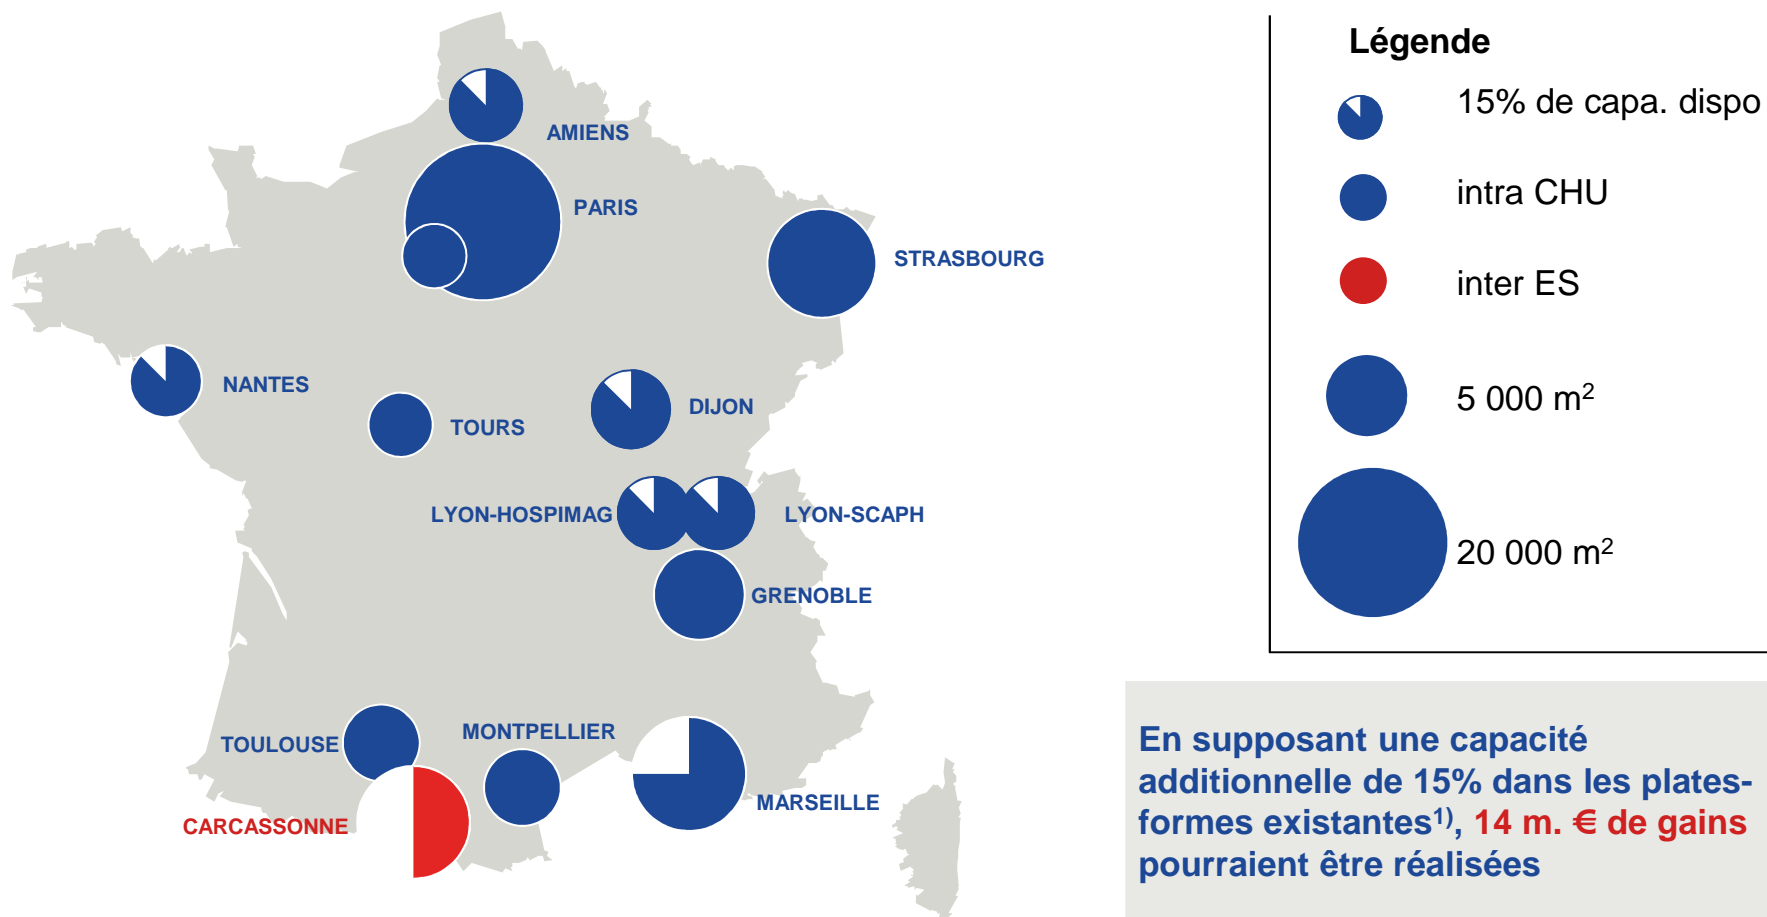 AMIENS
PARIS
STRASBOURG
NANTES
TOURS
DIJON
LYON-HOSPIMAG
LYON-SCAPH
GRENOBLE
TOULOUSE
MONTPELLIER
MARSEILLE
CARCASSONNE
Légende
15% de capa. dispo
intra CHU
inter ES
5 000 m²
20 000 m²
En supposant une capacité
additionnelle de 15% dans les plates-
formes existantes¹⁾, 14 m. € de gains
pourraient être réalisées